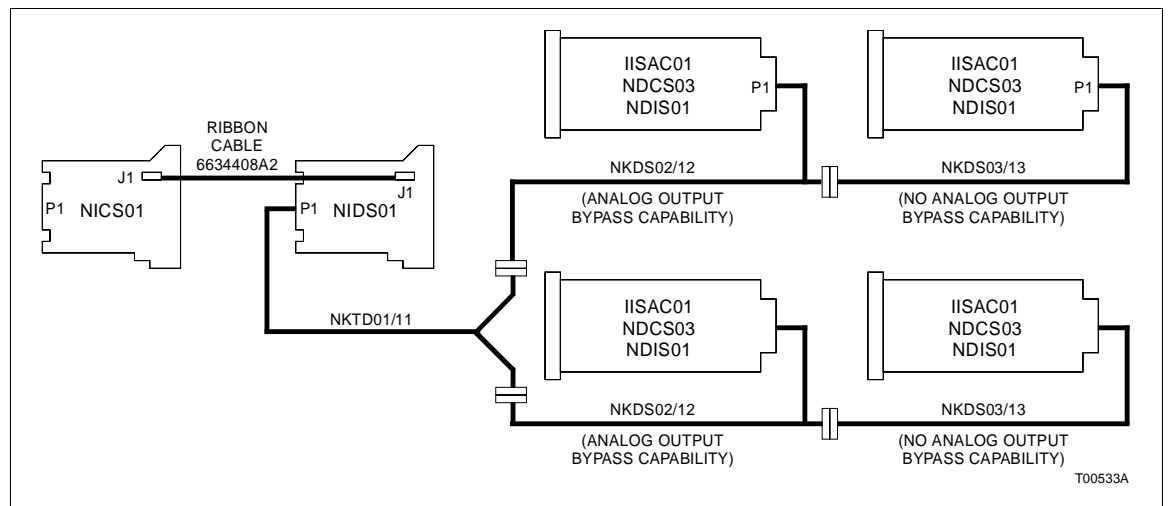 RIBBON
CABLE
6634408A2
J1
P1
NICS01
J1
P1
NIDS01
NKTD01/11
IISAC01
NDCS03
NDIS01
P1
NKDS02/12
(ANALOG OUTPUT
BYPASS CAPABILITY)
IISAC01
NDCS03
NDIS01
P1
NKDS03/13
(NO ANALOG OUTPUT
BYPASS CAPABILITY)
IISAC01
NDCS03
NDIS01
NKDS02/12
(ANALOG OUTPUT
BYPASS CAPABILITY)
IISAC01
NDCS03
NDIS01
NKDS03/13
(NO ANALOG OUTPUT
BYPASS CAPABILITY)
T00533A